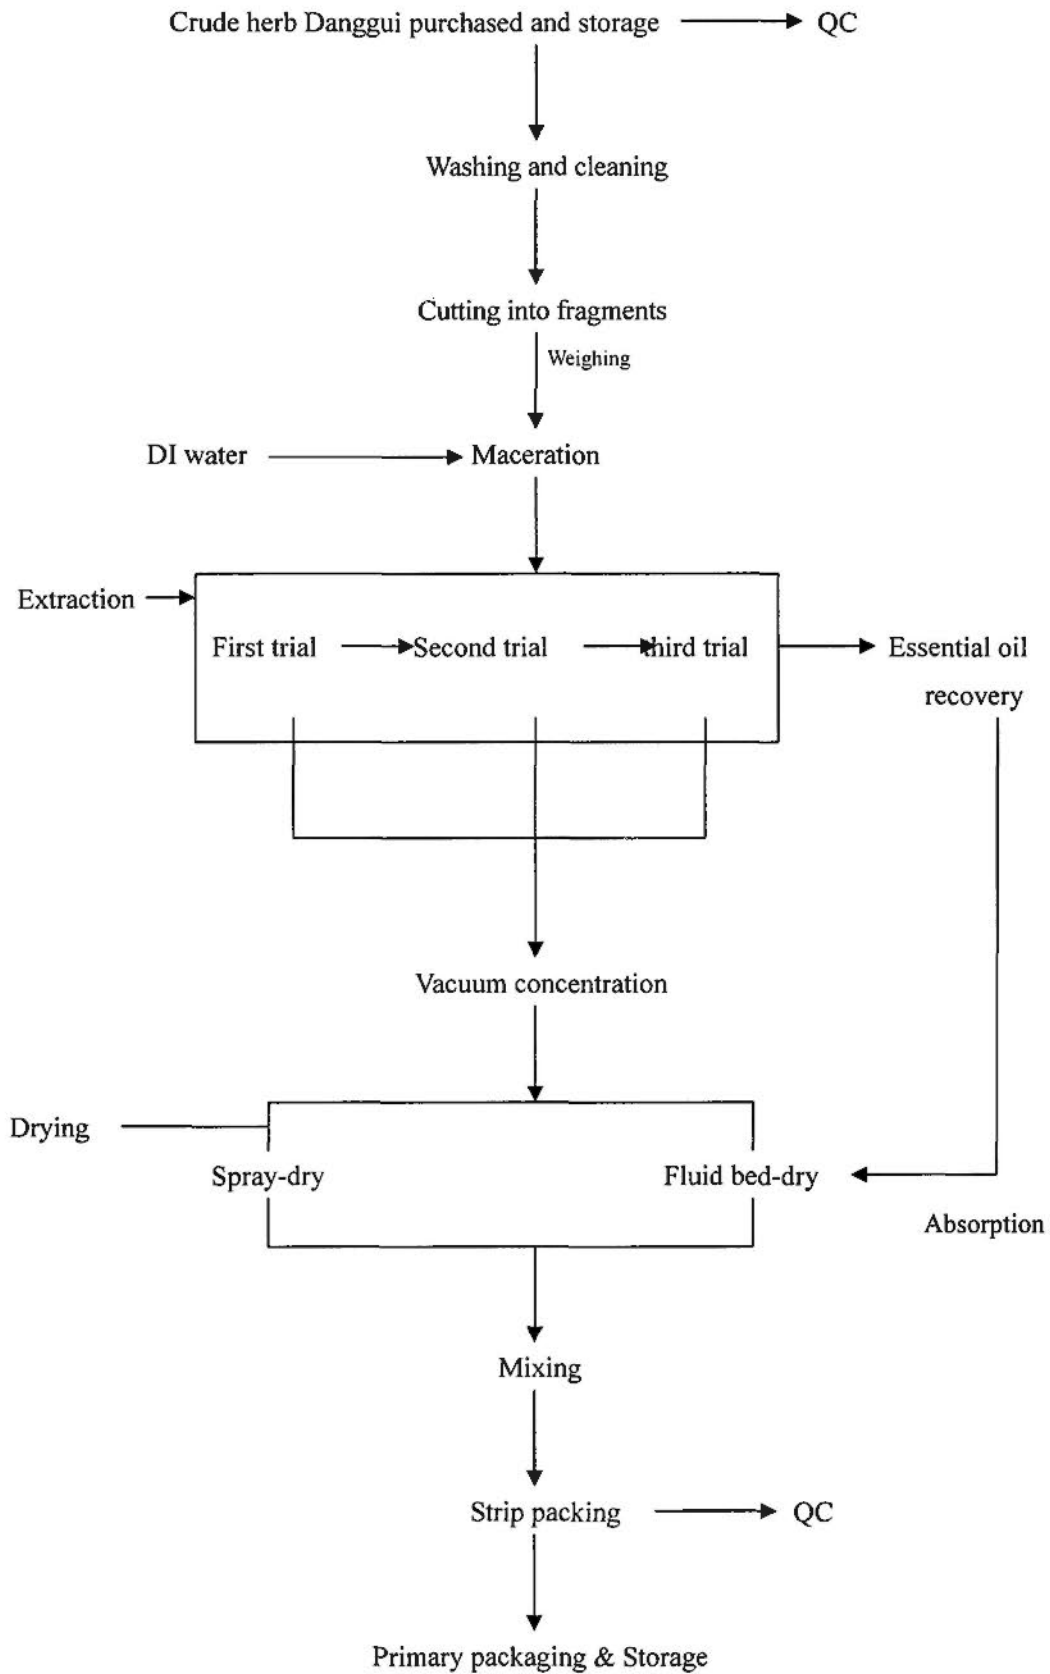 Crude herb Danggui purchased and storage
QC
Washing and cleaning
Cutting into fragments
Weighing
DI water
Maceration
Extraction
First trial
Second trial
third trial
Essential oil
recovery
Vacuum concentration
Drying
Spray-dry
Fluid bed-dry
Absorption
Mixing
Strip packing
QC
Primary packaging & Storage